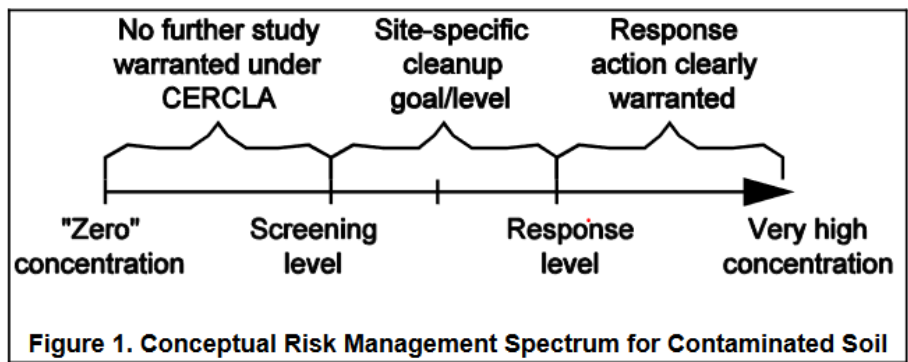 No further study
warranted under
CERCLA
Site-specific
cleanup
goal/level
Response
action clearly
warranted
"Zero"
concentration
Screening
level
Response
level
Very high
concentration
Figure 1. Conceptual Risk Management Spectrum for Contaminated Soil